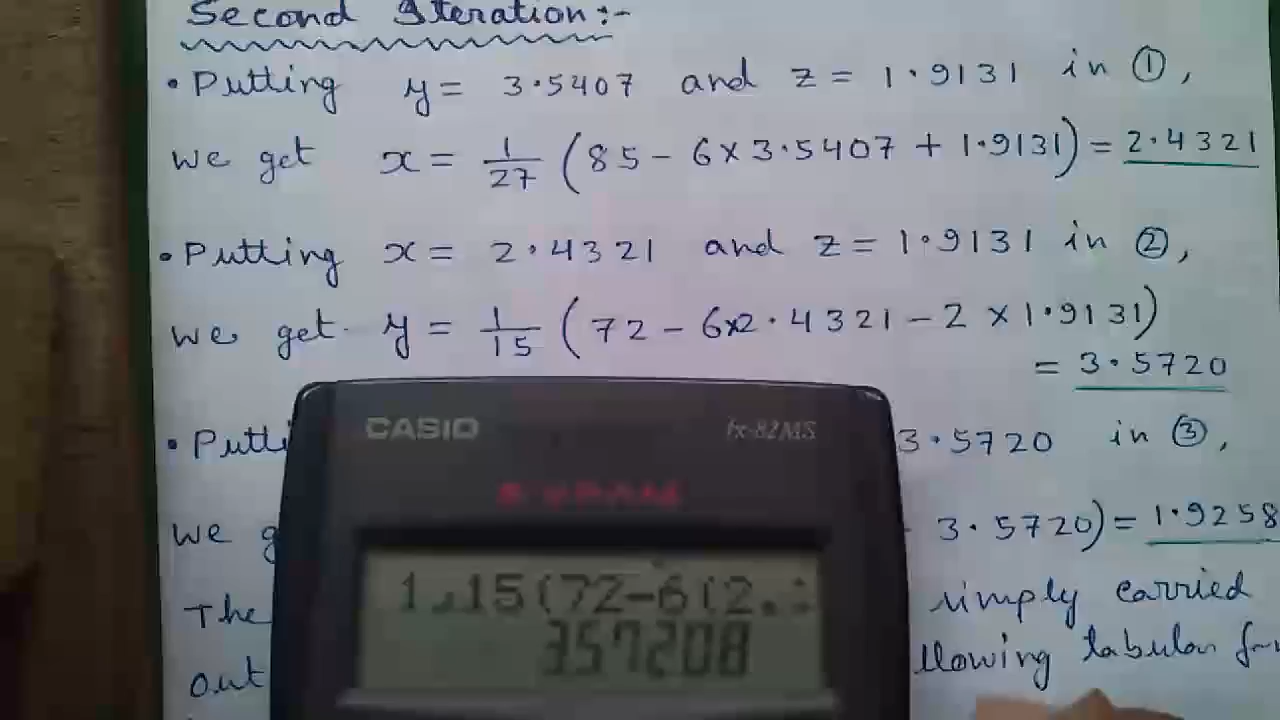 Second Iteration :-
• Putting y = 3.5407 and z = 1.9131 in ①,
We get x = 1/27 (85 - 6 x 3.5407 + 1.9131) = 2.4321
• Putting x = 2.4321 and z = 1.9131 in ②,
We get y = 1/15 (72 - 6x2.4321 - 2 x 1.9131)
= 3.5720
• Putti 3.5720 in ③,
We g 3.5720) = 1.9258
The simply carried
out llowing tabular
CASIO fx-82MS
1⌟15(72-6(2.
3.57208